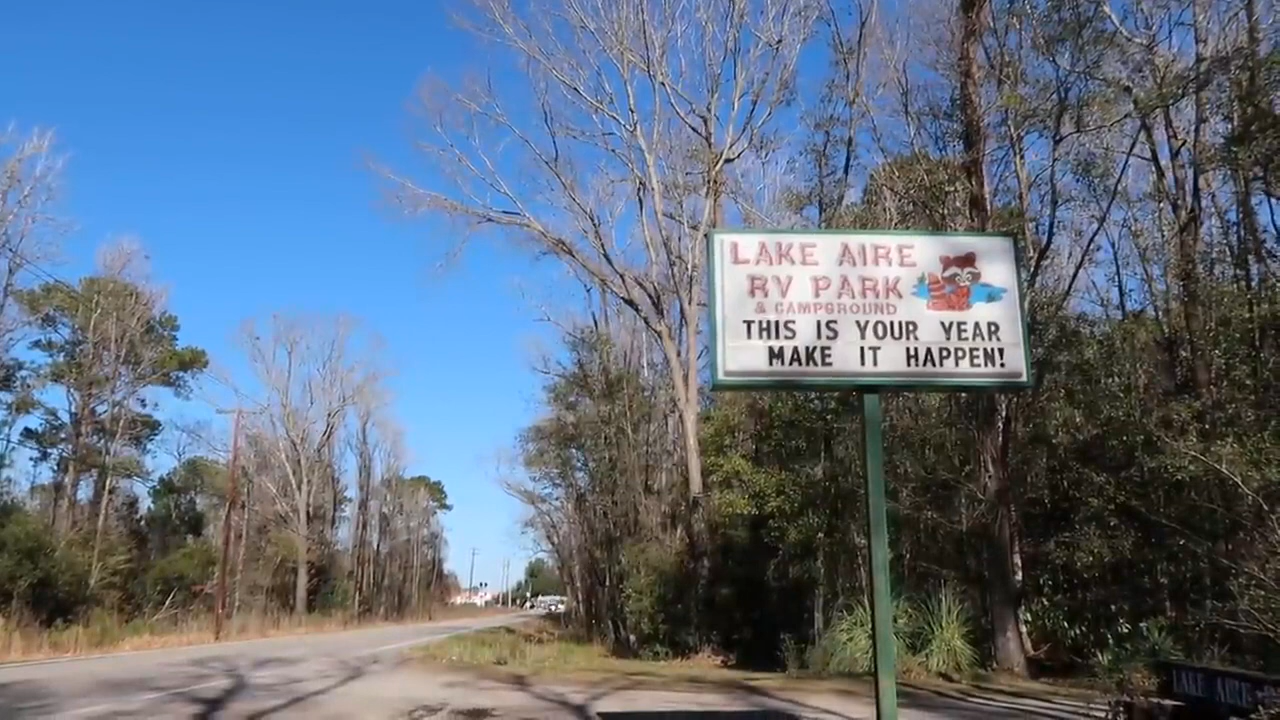 LAKE AIRE
RV PARK
& CAMPGROUND
THIS IS YOUR YEAR
MAKE IT HAPPEN!
LAKE AIRE